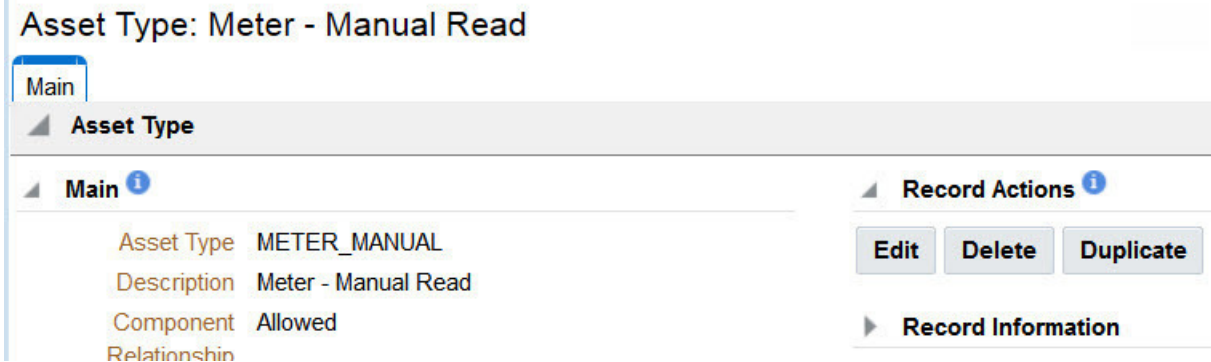 Asset Type: Meter - Manual Read
Main
Asset Type
Main
Record Actions
Asset Type METER_MANUAL
Edit Delete Duplicate
Description Meter - Manual Read
Component Allowed
Relationship
Record Information